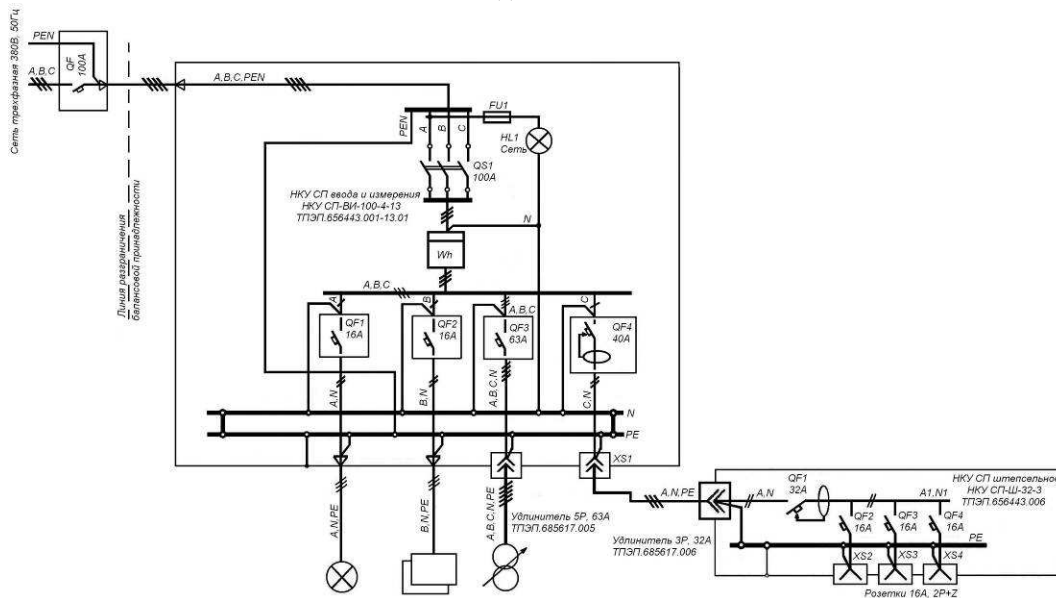 Сеть трехфазная 380В, 50Гц
PEN
A,B,C
QF
100A
Линия разграничения
балансовой принадлежности
A,B,C,PEN
PEN
A
B
C
FU1
HL1
Сеть
QS1
100A
НКУ СП ввода и измерения
НКУ СП-ВИ-100-4-13
ТПЭП.656443.001-13.01
N
Wh
A,B,C
A
B
A,B,C
C
QF1
16A
QF2
16A
QF3
63A
QF4
40A
A,N
B,N
A,B,C,N
C,N
N
PE
XS1
A,N,PE
B,N,PE
A,B,C,N,PE
Удлинитель 5Р, 63А
ТПЭП.685617.005
A,N,PE
Удлинитель 3Р, 32А
ТПЭП.685617.006
A,N
QF1
32A
A1,N1
НКУ СП штепсельно
НКУ СП-Ш-32-3
ТПЭП.656443.006
QF2
16A
QF3
16A
QF4
16A
PE
XS2
XS3
XS4
Розетки 16А, 2Р+Z